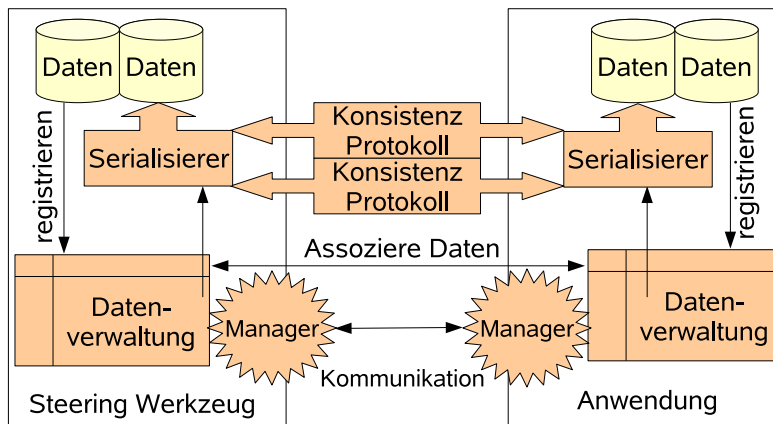 Daten Daten
Daten Daten
registrieren
Serialisierer
Konsistenz
Protokoll
Konsistenz
Protokoll
Serialisierer
registrieren
Assoziere Daten
Daten-
verwaltung
Manager
Kommunikation
Manager
Daten-
verwaltung
Steering Werkzeug
Anwendung